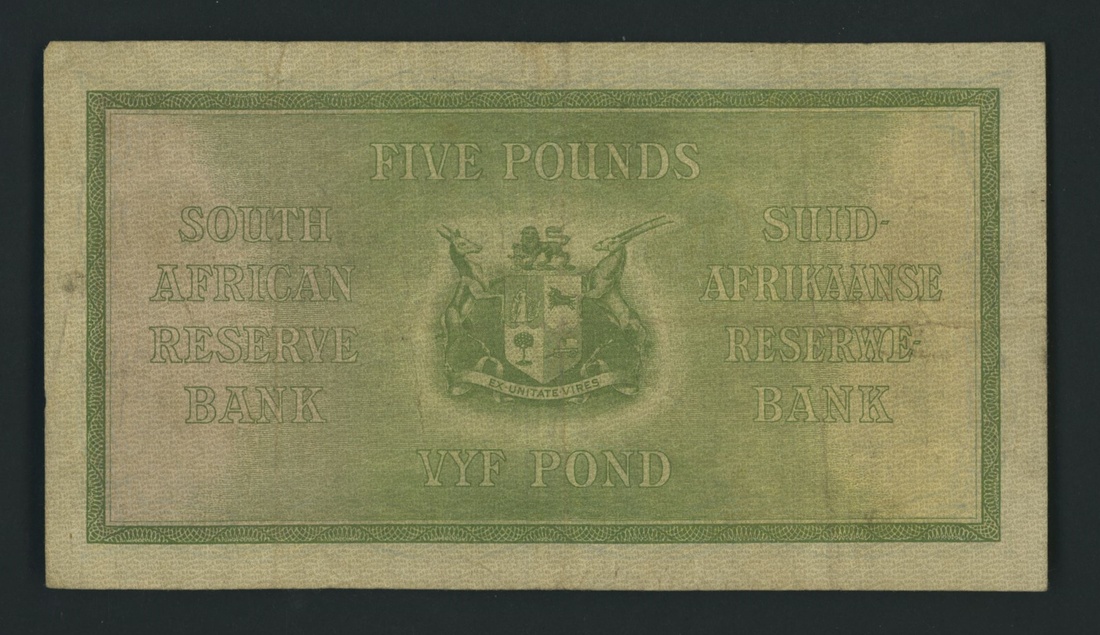 FIVE POUNDS
SOUTH
AFRICAN
RESERVE
BANK
SUID-
AFRIKAANSE
RESERWE-
BANK
EX·UNITATE·VIRES
VYF POND